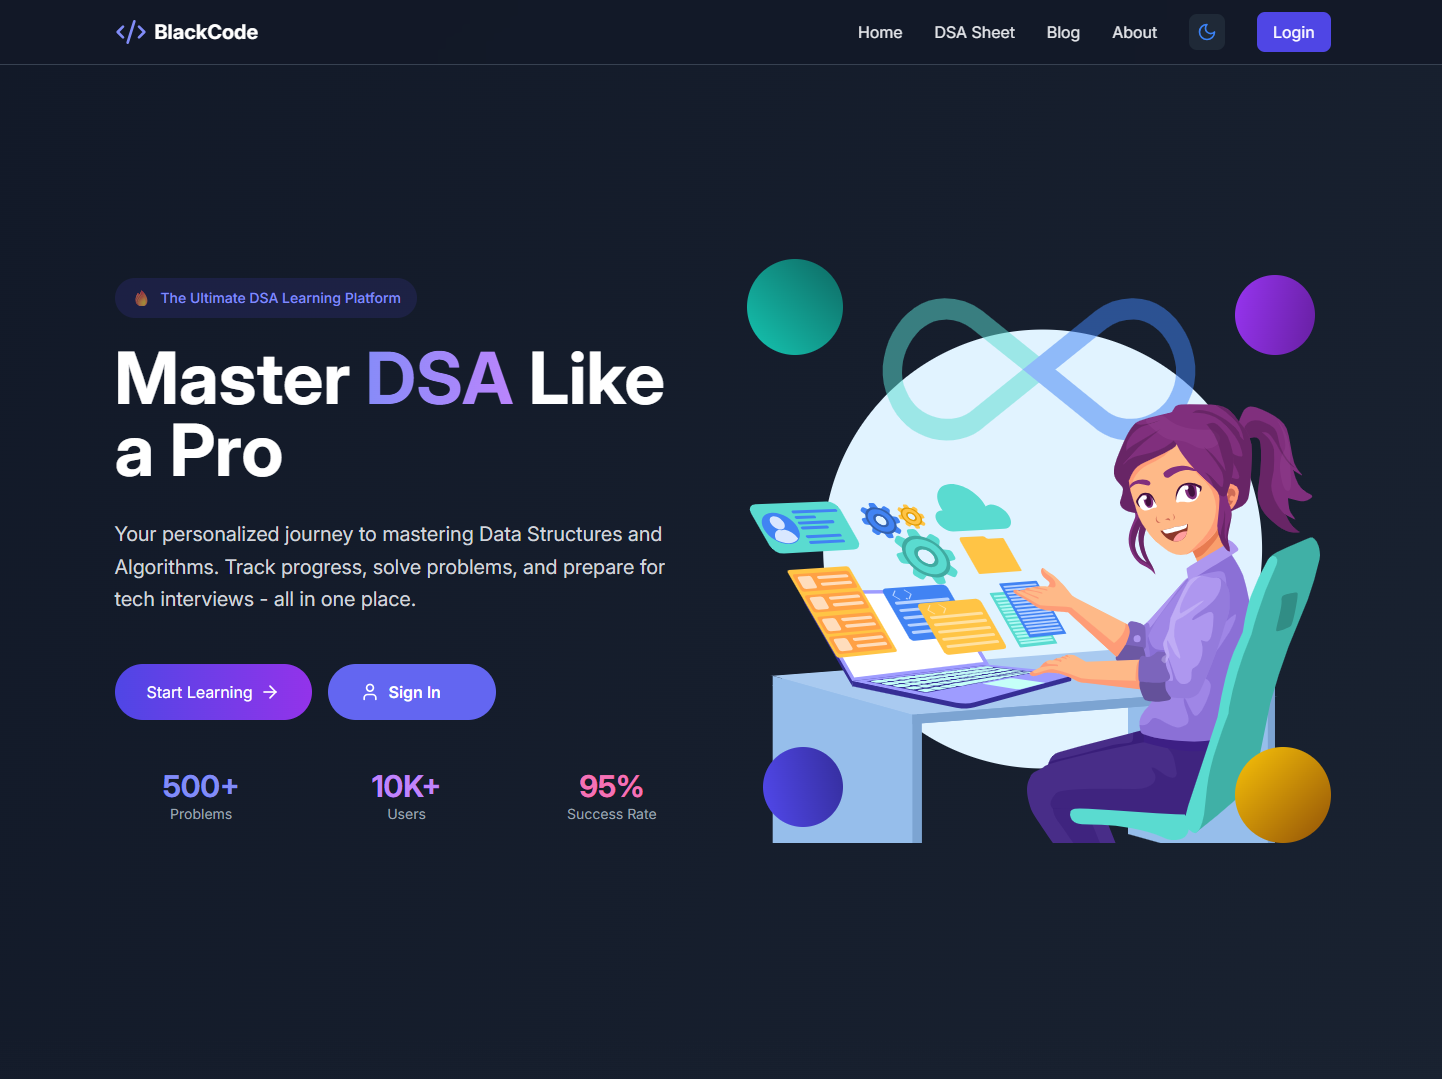 BlackCode
Home
DSA Sheet
Blog
About
Login
The Ultimate DSA Learning Platform
Master DSA Like
a Pro
Your personalized journey to mastering Data Structures and
Algorithms. Track progress, solve problems, and prepare for
tech interviews - all in one place.
Start Learning
Sign In
500+
Problems
10K+
Users
95%
Success Rate